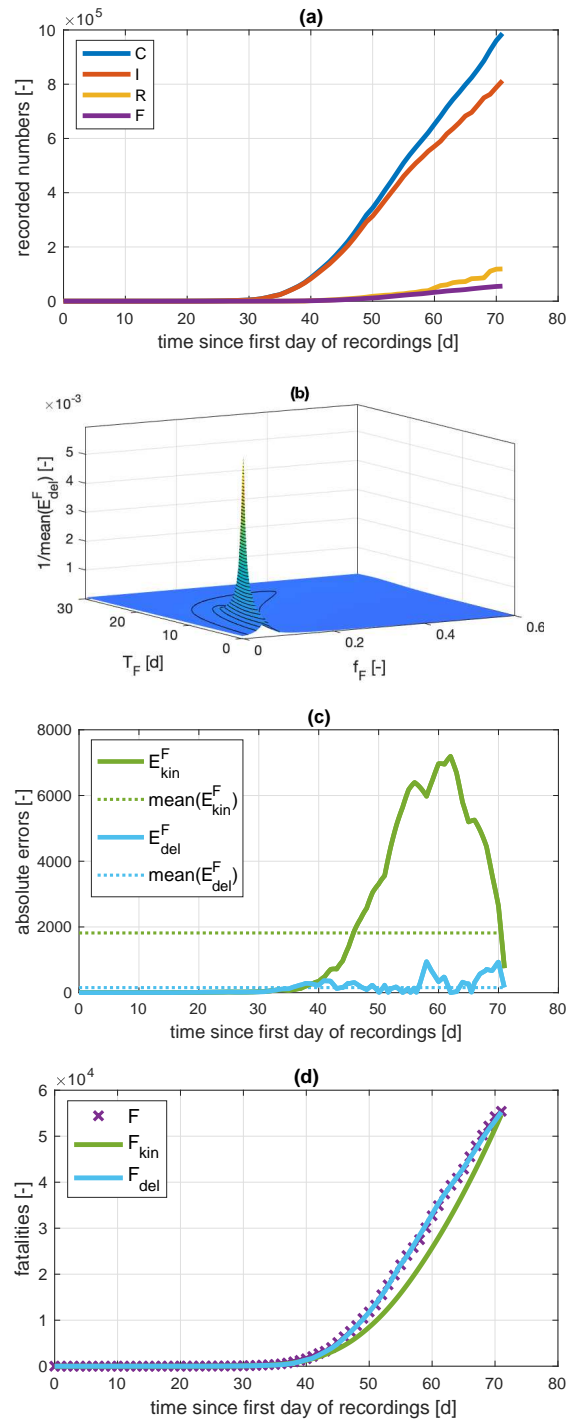 (a)
×10^5
10
8
6
4
2
0
recorded numbers [-]
C
I
R
F
0 10 20 30 40 50 60 70 80
time since first day of recordings [d]
(b)
×10^-3
5
4
3
2
1
1/mean(E^F_del) [-]
30
20
10
0
T_F [d]
0
0.2
0.4
0.6
f_F [-]
(c)
8000
6000
4000
2000
0
absolute errors [-]
E^F_kin
mean(E^F_kin)
E^F_del
mean(E^F_del)
0 10 20 30 40 50 60 70 80
time since first day of recordings [d]
(d)
×10^4
6
5
4
3
2
1
0
fatalities [-]
F
F_kin
F_del
0 10 20 30 40 50 60 70 80
time since first day of recordings [d]